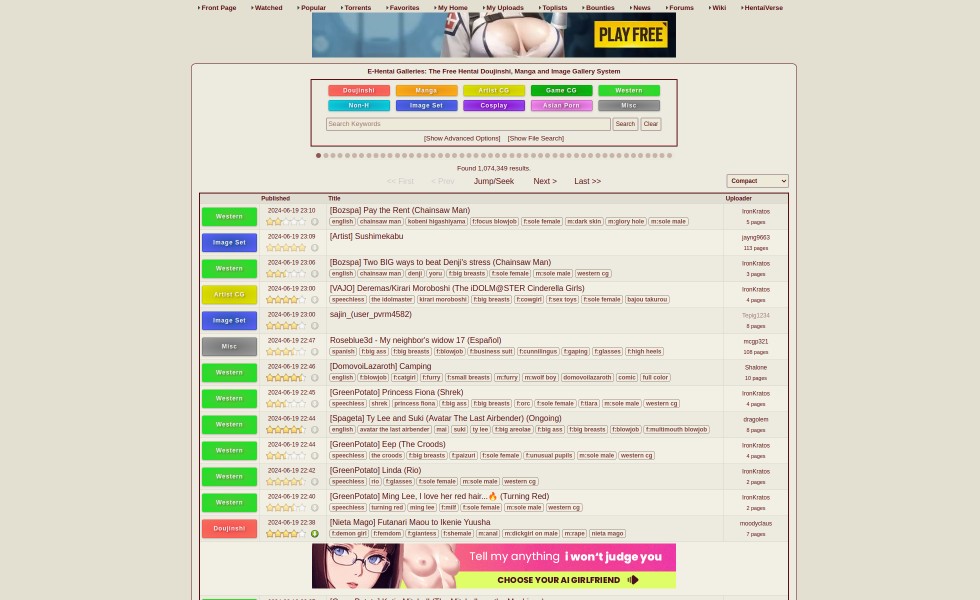 Front Page Watched Popular Torrents Favorites My Home My Uploads Toplists Bounties News Forums Wiki HentaiVerse
PLAY FREE
E-Hentai Galleries: The Free Hentai Doujinshi, Manga and Image Gallery System
Doujinshi Manga Artist CG Game CG Western
Non-H Image Set Cosplay Asian Porn Misc
Search Keywords Search Clear
[Show Advanced Options] [Show File Search]
Found 1,074,349 results.
<< First < Prev Jump/Seek Next > Last >> Compact
Published Title Uploader
Western 2024-06-19 23:10 [Bozspa] Pay the Rent (Chainsaw Man) IronKratos
english chainsaw man kobeni higashiyama f:focus blowjob f:sole female m:dark skin m:glory hole m:sole male 5 pages
Image Set 2024-06-19 23:09 [Artist] Sushimekabu jayng9663
113 pages
Western 2024-06-19 23:06 [Bozspa] Two BIG ways to beat Denji's stress (Chainsaw Man) IronKratos
english chainsaw man denji yoru f:big breasts f:sole female m:sole male western cg 3 pages
Artist CG 2024-06-19 23:00 [VAJO] Deremas/Kirari Moroboshi (The iDOLM@STER Cinderella Girls) IronKratos
speechless the idolmaster kirari moroboshi f:big breasts f:cowgirl f:sex toys f:sole female bajou takurou 4 pages
Image Set 2024-06-19 23:00 sajin_(user_pvrm4582) Tepig1234
8 pages
Misc 2024-06-19 22:47 Roseblue3d - My neighbor's widow 17 (Español) mcgp321
spanish f:big ass f:big breasts f:blowjob f:business suit f:cunnilingus f:gaping f:glasses f:high heels 108 pages
Western 2024-06-19 22:46 [DomovoiLazaroth] Camping Shalone
english f:blowjob f:catgirl f:furry f:small breasts m:furry m:wolf boy domovoilazaroth comic full color 10 pages
Western 2024-06-19 22:45 [GreenPotato] Princess Fiona (Shrek) IronKratos
speechless shrek princess fiona f:big ass f:big breasts f:orc f:sole female f:tiara m:sole male western cg 4 pages
Western 2024-06-19 22:44 [Spageta] Ty Lee and Suki (Avatar The Last Airbender) (Ongoing) dragolem
english avatar the last airbender mai suki ty lee f:big areolae f:big ass f:big breasts f:blowjob f:multimouth blowjob 8 pages
Western 2024-06-19 22:44 [GreenPotato] Eep (The Croods) IronKratos
speechless the croods f:big breasts f:paizuri f:sole female f:unusual pupils m:sole male western cg 4 pages
Western 2024-06-19 22:42 [GreenPotato] Linda (Rio) IronKratos
speechless rio f:glasses f:sole female m:sole male western cg 2 pages
Western 2024-06-19 22:40 [GreenPotato] Ming Lee, I love her red hair...🔥 (Turning Red) IronKratos
speechless turning red ming lee f:milf f:sole female m:sole male western cg 2 pages
Doujinshi 2024-06-19 22:38 [Nieta Mago] Futanari Maou to Ikenie Yuusha moodyclaus
f:demon girl f:femdom f:giantess f:shemale m:anal m:dickgirl on male m:rape nieta mago 7 pages
Tell my anything i won't judge you
CHOOSE YOUR AI GIRLFRIEND